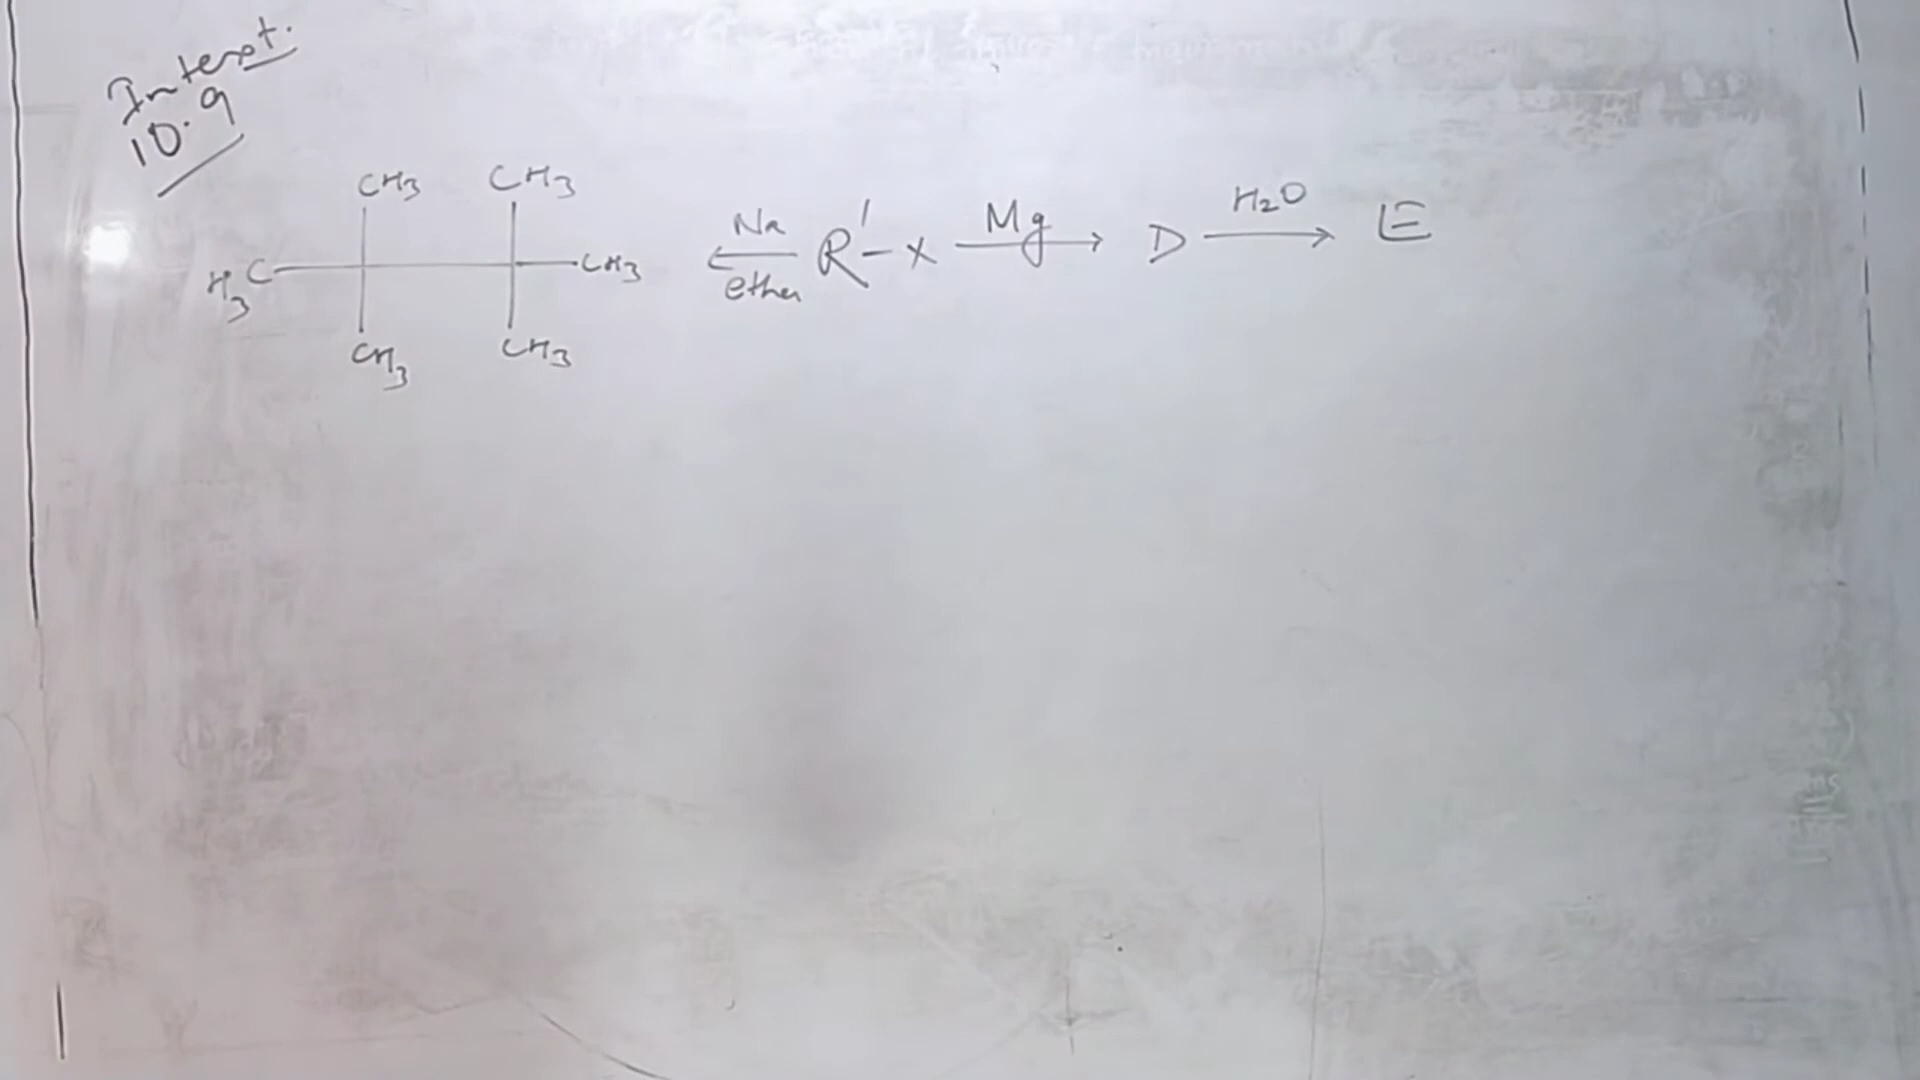 Intext.
10.9
CH3 CH3
H3C CH3
CH3 CH3
Na
ether
R'-X
Mg
D
H2O
E